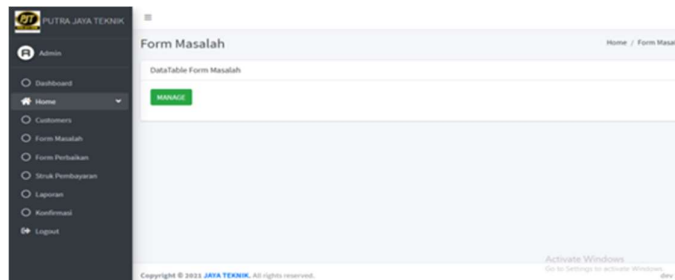 PJT
PUTRA JAYA TEKNIK
Admin
Dashboard
Home
Customers
Form Masalah
Form Perbaikan
Struk Pembayaran
Laporan
Konfirmasi
Logout
Form Masalah
Home / Form Masa
DataTable Form Masalah
MANAGE
Activate Windows
Go to Settings to activate Windows.
Copyright © 2021 JAYA TEKNIK. All rights reserved.
dev